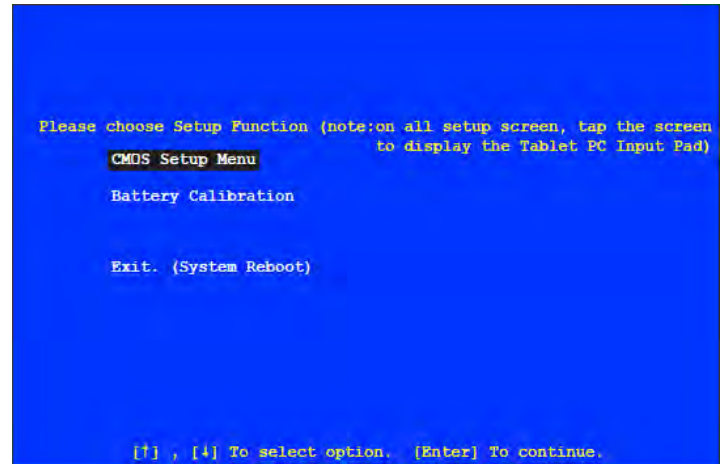 Please choose Setup Function (note:on all setup screen, tap the screen
to display the Tablet PC Input Pad)
CMOS Setup Menu
Battery Calibration
Exit. (System Reboot)
[↑] , [↓] To select option. [Enter] To continue.